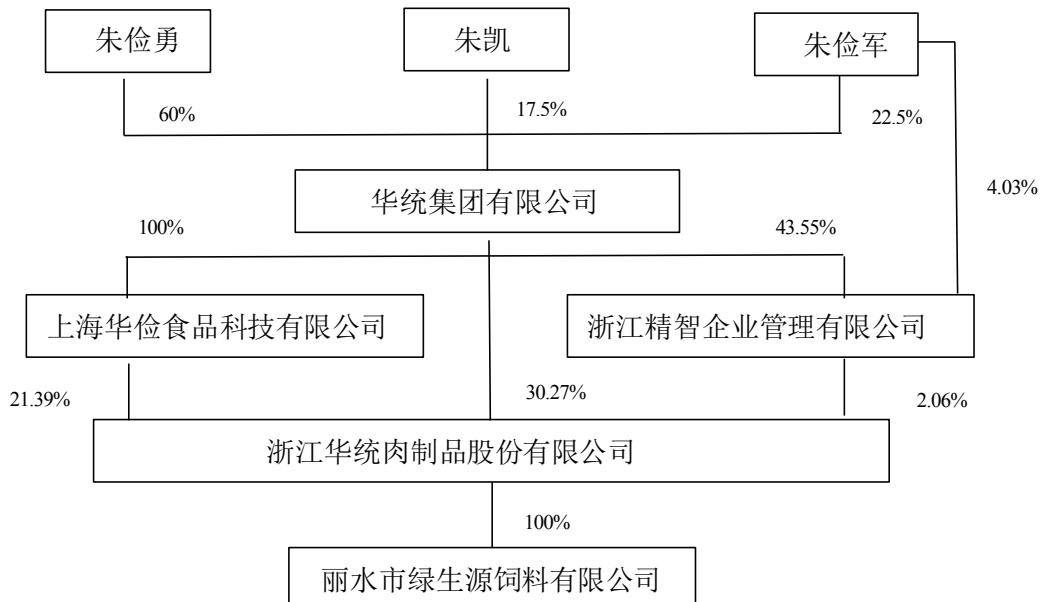 朱俭勇
朱凯
朱俭军
60%
17.5%
22.5%
4.03%
华统集团有限公司
100%
43.55%
上海华俭食品科技有限公司
浙江精智企业管理有限公司
21.39%
30.27%
2.06%
浙江华统肉制品股份有限公司
100%
丽水市绿生源饲料有限公司